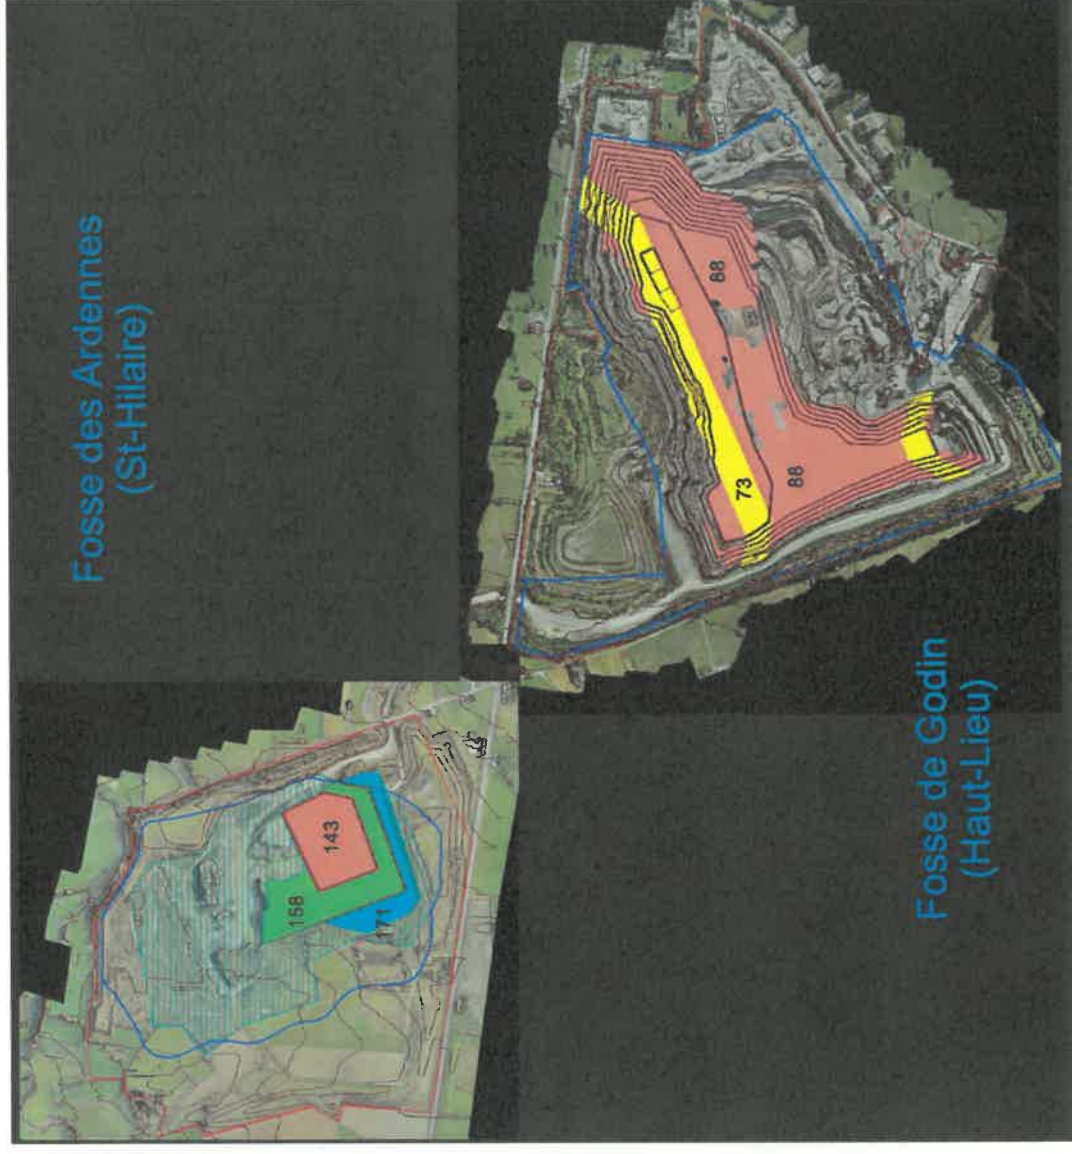 Fosse des Ardennes
(St-Hilaire)
143
158
171
Fosse de Godin
(Haut-Lieu)
88
73
88